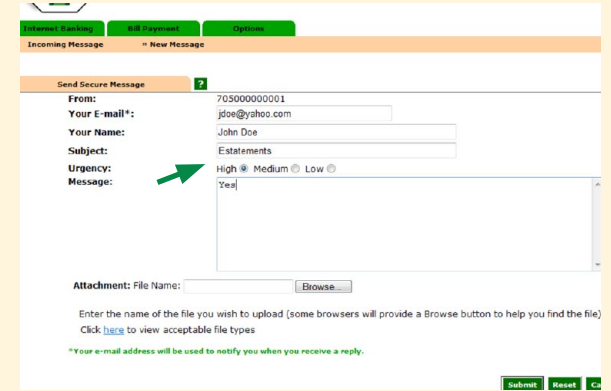 Internet Banking Bill Payment Options
Incoming Message » New Message
Send Secure Message ?
From: 705000000001
Your E-mail*: jdoe@yahoo.com
Your Name: John Doe
Subject: Estatements
Urgency: High Medium Low
Message: Yes
Attachment: File Name: Browse...
Enter the name of the file you wish to upload (some browsers will provide a Browse button to help you find the file)
Click here to view acceptable file types
*Your e-mail address will be used to notify you when you receive a reply.
Submit Reset Ca